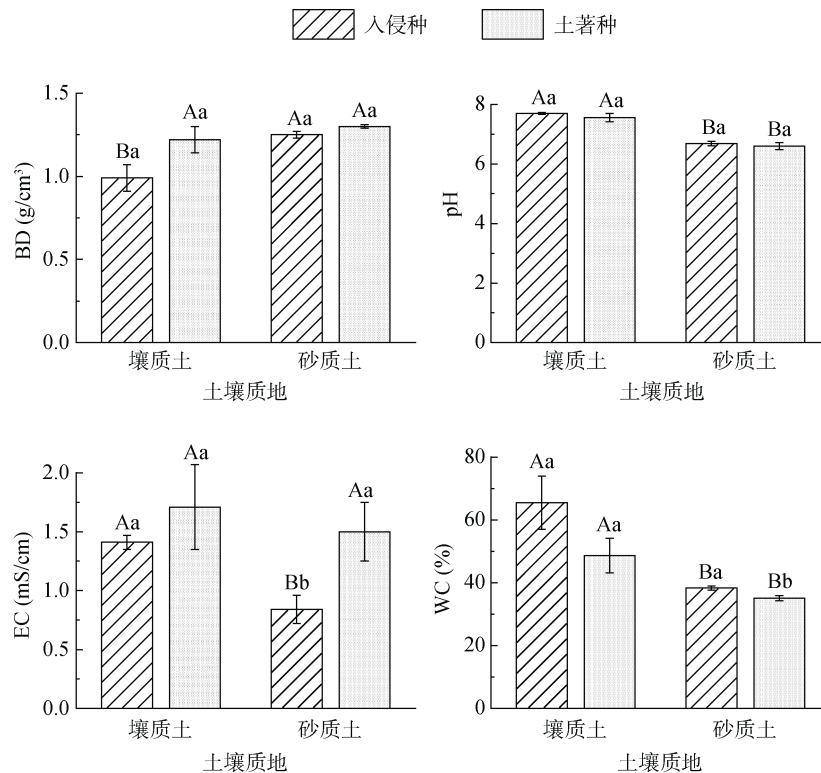 入侵种 土著种
BD (g/cm³)
1.5
1.0
0.5
0.0
Ba Aa Aa Aa
壤质土 砂质土
土壤质地
pH
8
6
4
2
0
Aa Aa Ba Ba
壤质土 砂质土
土壤质地
EC (mS/cm)
2.0
1.5
1.0
0.5
0.0
Aa Aa Bb Aa
壤质土 砂质土
土壤质地
WC (%)
80
60
40
20
0
Aa Aa Ba Bb
壤质土 砂质土
土壤质地